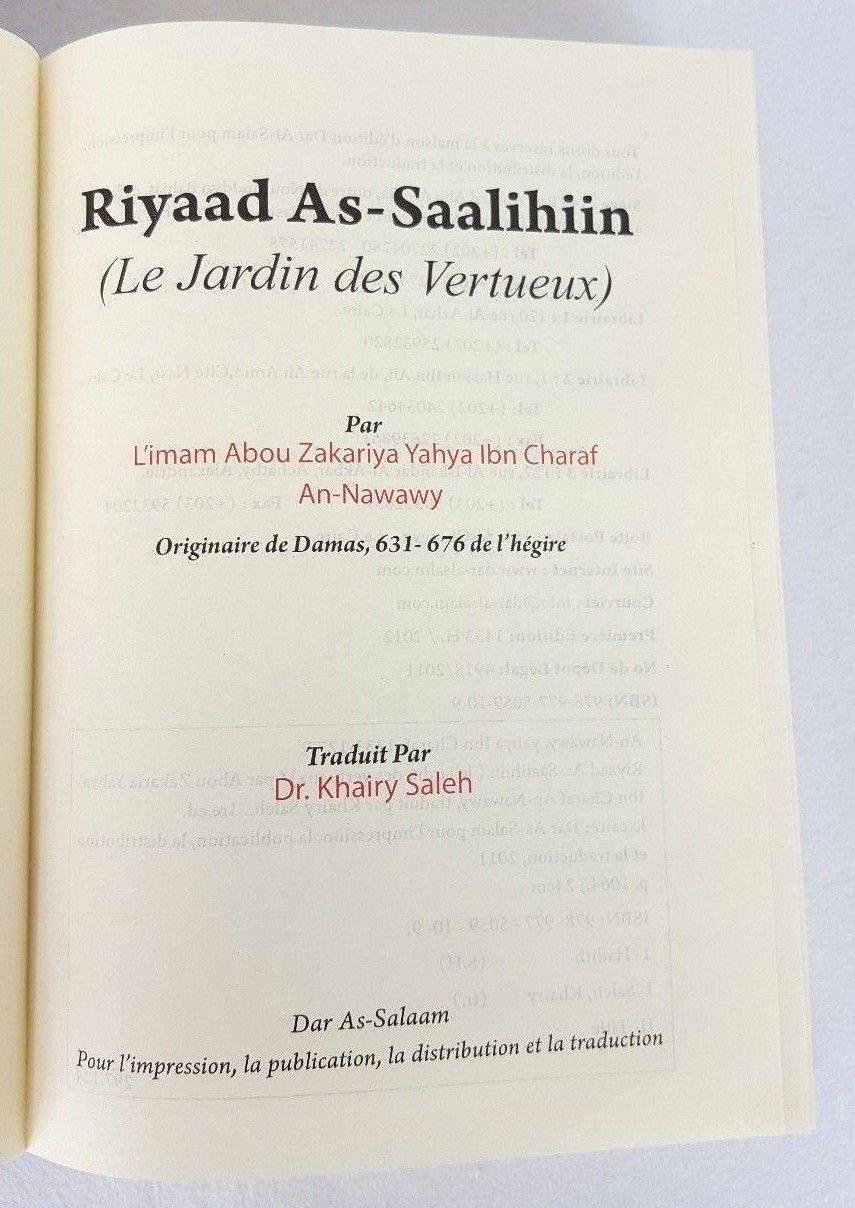 Riyaad As-Saalihiin
(Le Jardin des Vertueux)
Par
L'imam Abou Zakariya Yahya Ibn Charaf
An-Nawawy
Originaire de Damas, 631- 676 de l'hégire
Traduit Par
Dr. Khairy Saleh
Dar As-Salaam
Pour l'impression, la publication, la distribution et la traduction